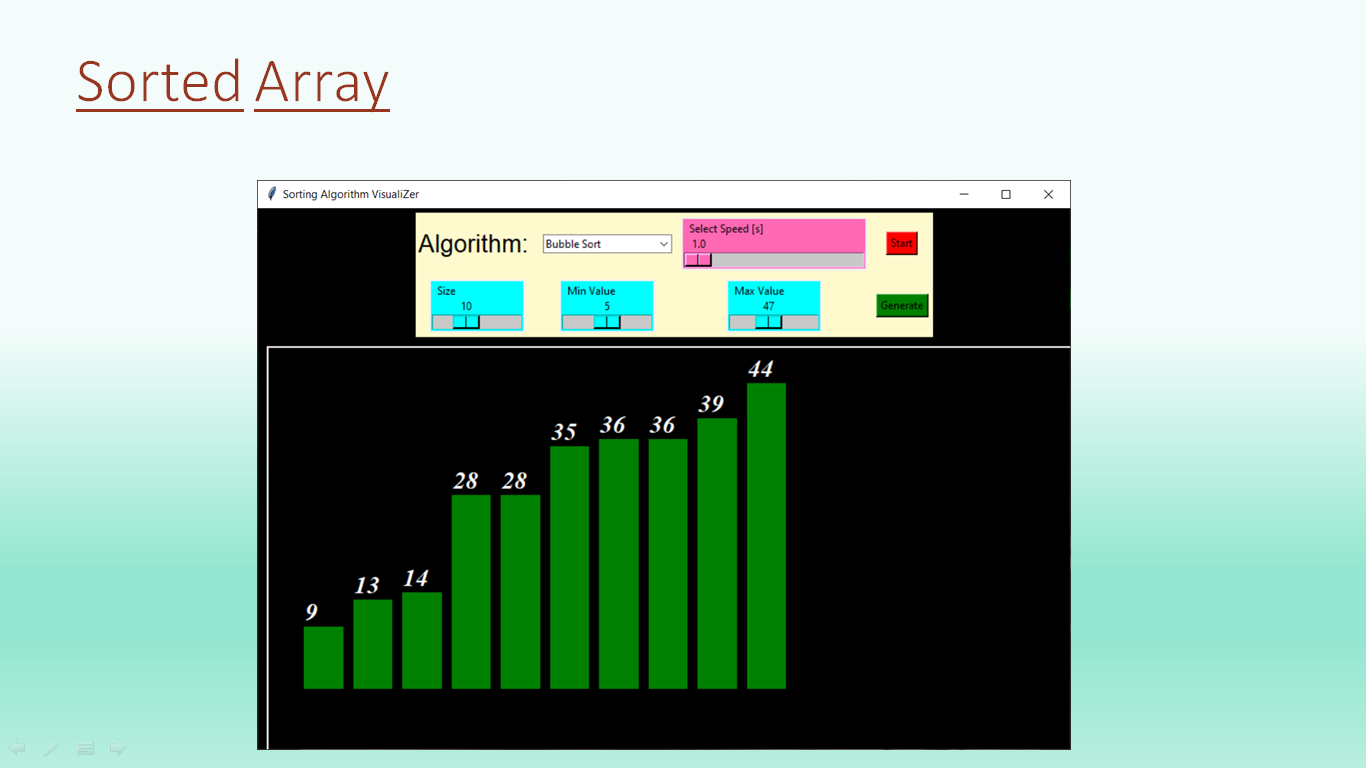 Sorted Array
Sorting Algorithm VisualiZer
Algorithm: Bubble Sort
Select Speed [s]
1.0
Start
Size
10
Min Value
5
Max Value
47
Generate
9
13
14
28
28
35
36
36
39
44